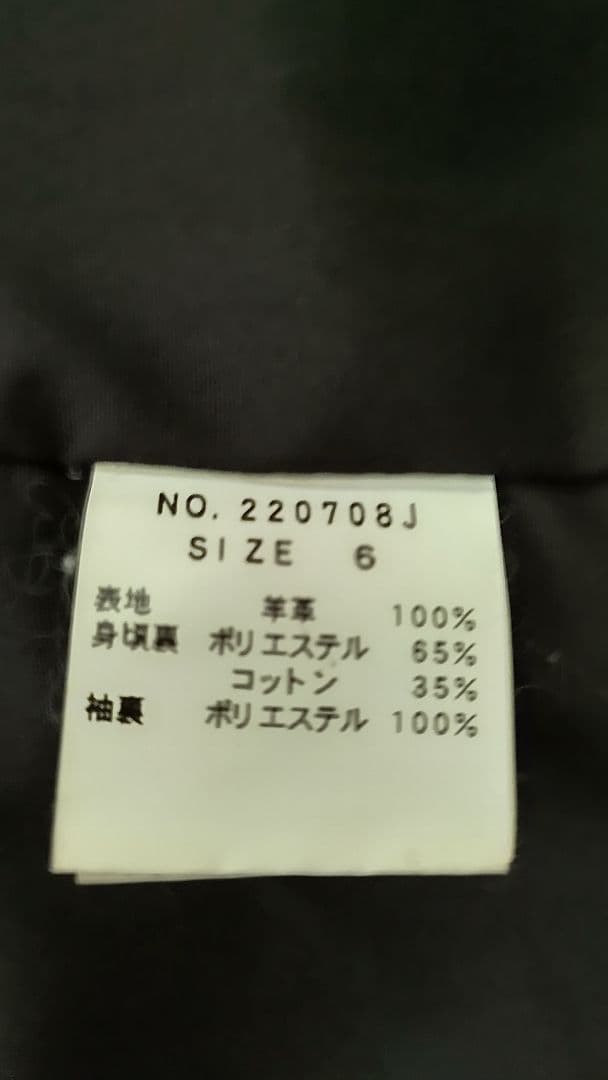 NO. 220708J
SIZE 6
表地 羊革 100%
身頃裏 ポリエステル 65%
コットン 35%
袖裏 ポリエステル 100%